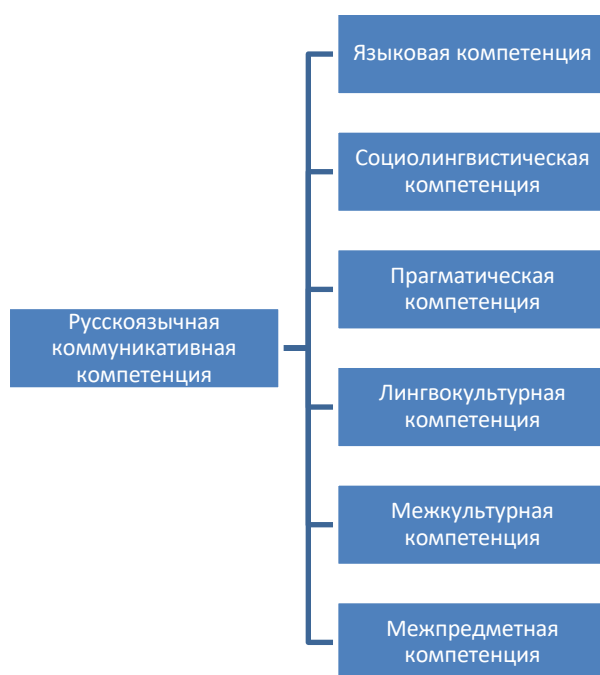 Языковая компетенция
Социолингвистическая
компетенция
Прагматическая
компетенция
Русскоязычная
коммуникативная
компетенция
Лингвокультурная
компетенция
Межкультурная
компетенция
Межпредметная
компетенция